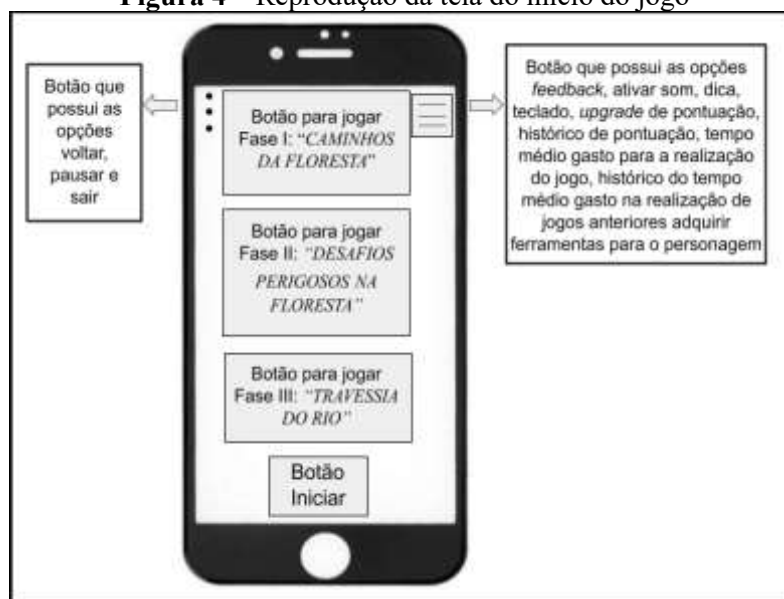 Figura 4 – Reprodução da tela do início do jogo
Botão que
possui as
opções
voltar,
pausar e
sair
Botão para jogar
Fase I: “CAMINHOS
DA FLORESTA”
Botão para jogar
Fase II: “DESAFIOS
PERIGOSOS NA
FLORESTA”
Botão para jogar
Fase III: “TRAVESSIA
DO RIO”
Botão
Iniciar
Botão que possui as opções
feedback, ativar som, dica,
teclado, upgrade de pontuação,
histórico de pontuação, tempo
médio gasto para a realização
do jogo, histórico do tempo
médio gasto na realização de
jogos anteriores adquirir
ferramentas para o personagem